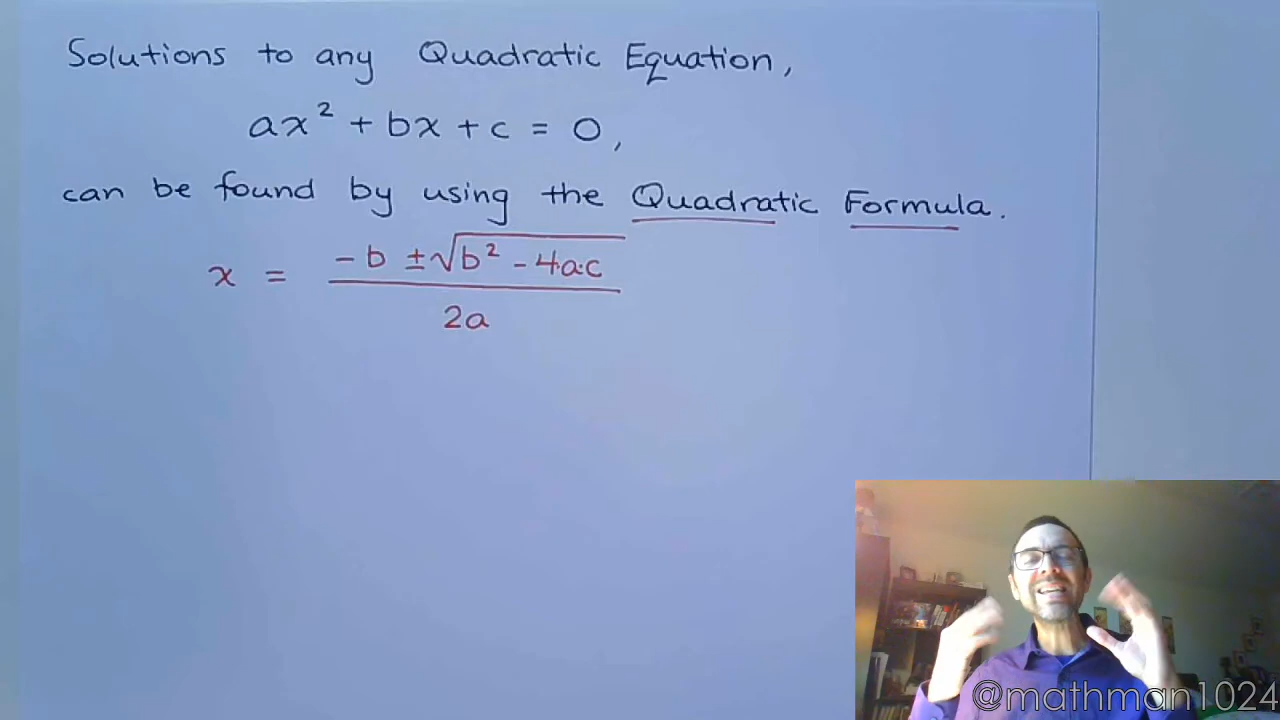 Solutions to any Quadratic Equation,
ax² + bx + c = 0,
can be found by using the Quadratic Formula.
x = -b ±√b² - 4·a·c
2a
@mathman1024